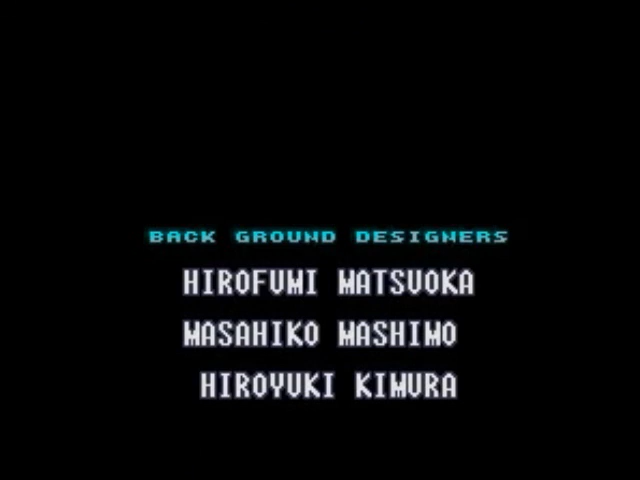 BACK GROUND DESIGNERS
HIROFUMI MATSUOKA
MASAHIKO MASHIMO
HIROYUKI KIMURA